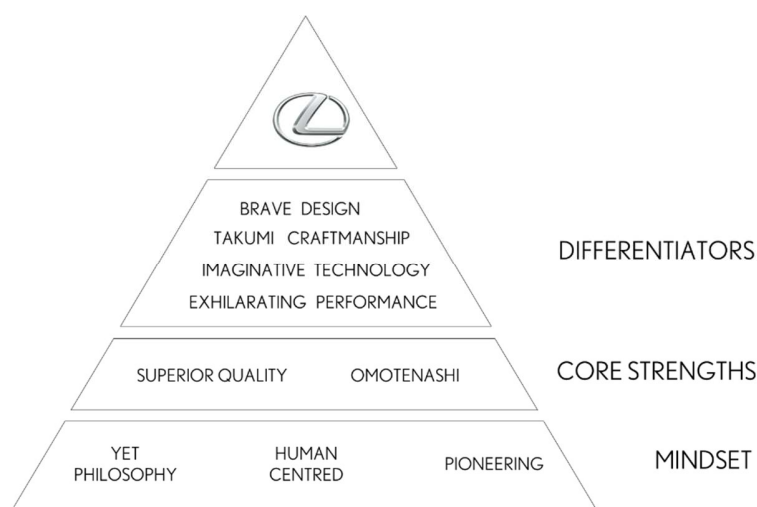 BRAVE DESIGN
TAKUMI CRAFTMANSHIP
IMAGINATIVE TECHNOLOGY
EXHILARATING PERFORMANCE
DIFFERENTIATORS
SUPERIOR QUALITY OMOTENASHI
CORE STRENGTHS
YET
PHILOSOPHY
HUMAN
CENTRED
PIONEERING
MINDSET